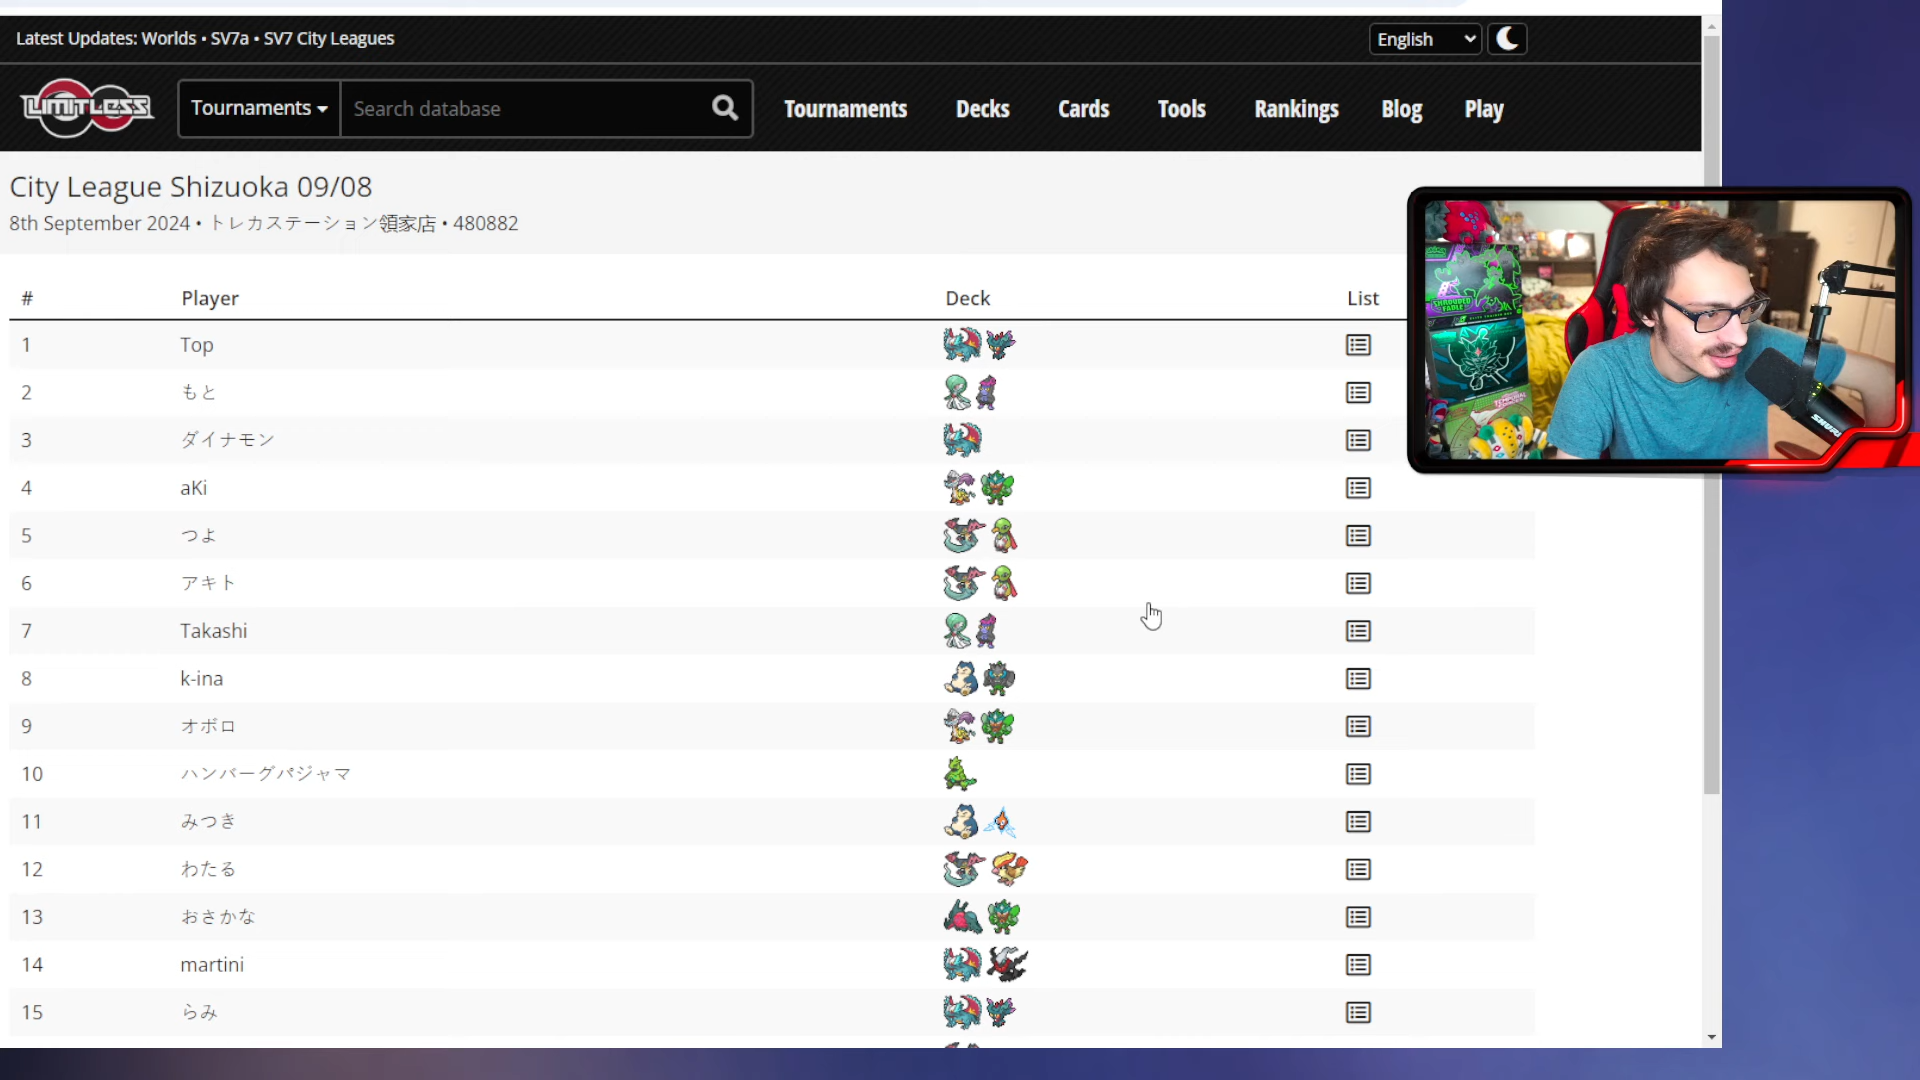 Latest Updates: Worlds • SV7a • SV7 City Leagues
English
LIMITLESS
Tournaments
Search database
Tournaments
Decks
Cards
Tools
Rankings
Blog
Play
City League Shizuoka 09/08
8th September 2024 • トレカステーション領家店 • 480882
# Player Deck List
1 Top
2 もと
3 ダイナモン
4 aKi
5 つよ
6 アキト
7 Takashi
8 k-ina
9 オボロ
10 ハンバーグパジャマ
11 みつき
12 わたる
13 おさかな
14 martini
15 らみ
SHROUDED FABLE